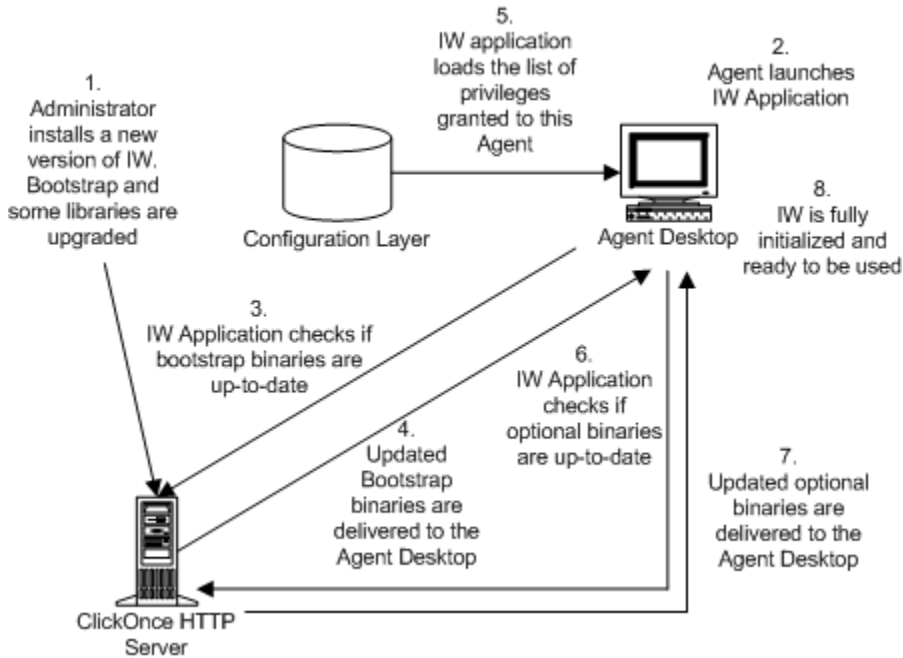 1.
Administrator
installs a new
version of IW.
Bootstrap and
some libraries are
upgraded
5.
IW application
loads the list of
privileges
granted to this
Agent
2.
Agent launches
IW Application
Configuration Layer
Agent Desktop
8.
IW is fully
initialized and
ready to be used
3.
IW Application checks if
bootstrap binaries are
up-to-date
4.
Updated
Bootstrap
binaries are
delivered to the
Agent Desktop
6.
IW Application
checks if
optional binaries
are up-to-date
7.
Updated optional
binaries are
delivered to the
Agent Desktop
ClickOnce HTTP
Server